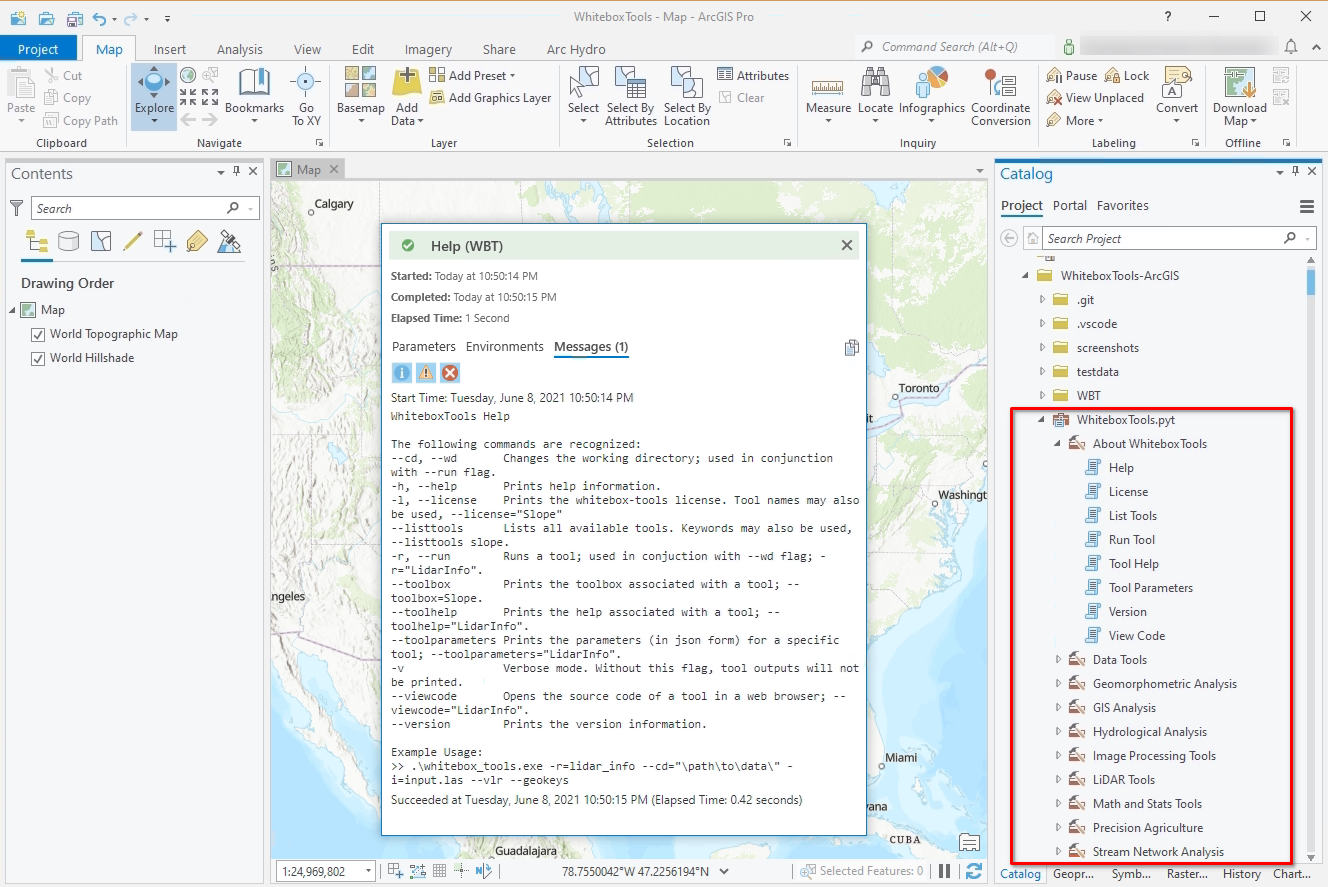 WhiteboxTools - Map - ArcGIS Pro
?
Project
Map
Insert
Analysis
View
Edit
Imagery
Share
Arc Hydro
Command Search (Alt+Q)
Paste
Cut
Copy
Copy Path
Clipboard
Explore
Bookmarks
Go
To XY
Navigate
Basemap
Add
Data
Add Preset
Add Graphics Layer
Layer
Select
Select By
Attributes
Select By
Location
Attributes
Clear
Selection
Measure
Locate
Infographics
Coordinate
Conversion
Inquiry
Pause
Lock
View Unplaced
More
Convert
Labeling
Download
Map
Offline
Contents
Search
Drawing Order
Map
World Topographic Map
World Hillshade
Map
Calgary
Toronto
it
Washingt
ngeles
Miami
vana
CUBA
Guadalajara
Help (WBT)
Started: Today at 10:50:14 PM
Completed: Today at 10:50:15 PM
Elapsed Time: 1 Second
Parameters Environments Messages (1)
Start Time: Tuesday, June 8, 2021 10:50:14 PM
WhiteboxTools Help
The following commands are recognized:
--cd, --wd Changes the working directory; used in conjunction
with --run flag.
-h, --help Prints help information.
-l, --license Prints the whitebox-tools license. Tool names may also
be used, --license="Slope"
--listtools Lists all available tools. Keywords may also be used,
--listtools slope.
-r, --run Runs a tool; used in conjuction with --wd flag; -
r="LidarInfo".
--toolbox Prints the toolbox associated with a tool; --
toolbox=Slope.
--toolhelp Prints the help associated with a tool; --
toolhelp="LidarInfo".
--toolparameters Prints the parameters (in json form) for a specific
tool; --toolparameters="LidarInfo".
-v Verbose mode. Without this flag, tool outputs will not
be printed.
--viewcode Opens the source code of a tool in a web browser; --
viewcode="LidarInfo".
--version Prints the version information.
Example Usage:
>> .\whitebox_tools.exe -r=lidar_info --cd="\path\to\data\" -
i=input.las --vlr --geokeys
Succeeded at Tuesday, June 8, 2021 10:50:15 PM (Elapsed Time: 0.42 seconds)
1:24,969,802
78.7550042°W 47.2256194°N
Selected Features: 0
Catalog
Project Portal Favorites
Search Project
WhiteboxTools-ArcGIS
.git
.vscode
screenshots
testdata
WBT
WhiteboxTools.pyt
About WhiteboxTools
Help
License
List Tools
Run Tool
Tool Help
Tool Parameters
Version
View Code
Data Tools
Geomorphometric Analysis
GIS Analysis
Hydrological Analysis
Image Processing Tools
LiDAR Tools
Math and Stats Tools
Precision Agriculture
Stream Network Analysis
Catalog Geopr... Symb... Raster... History Chart...